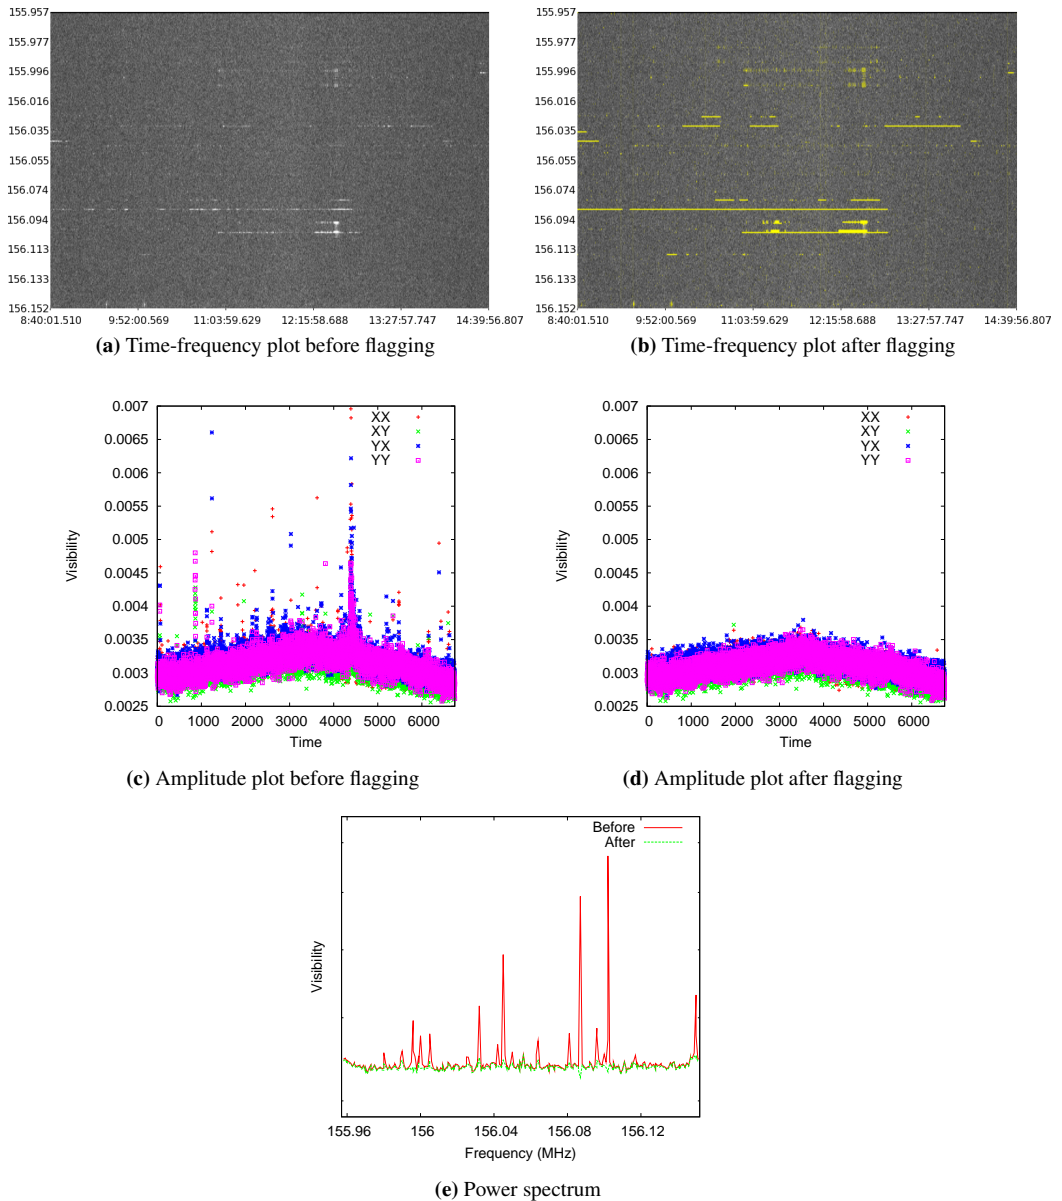 155.957
155.977
155.996
156.016
156.035
156.055
156.074
156.094
156.113
156.133
156.152
8:40:01.510 9:52:00.569 11:03:59.629 12:15:58.688 13:27:57.747 14:39:56.807
(a) Time-frequency plot before flagging
155.957
155.977
155.996
156.016
156.035
156.055
156.074
156.094
156.113
156.133
156.152
8:40:01.510 9:52:00.569 11:03:59.629 12:15:58.688 13:27:57.747 14:39:56.807
(b) Time-frequency plot after flagging
0.007
0.0065
0.006
0.0055
0.005
0.0045
0.004
0.0035
0.003
0.0025
Visibility
XX
XY
YX
YY
0 1000 2000 3000 4000 5000 6000
Time
(c) Amplitude plot before flagging
0.007
0.0065
0.006
0.0055
0.005
0.0045
0.004
0.0035
0.003
0.0025
Visibility
XX
XY
YX
YY
0 1000 2000 3000 4000 5000 6000
Time
(d) Amplitude plot after flagging
Before
After
Visibility
155.96 156 156.04 156.08 156.12
Frequency (MHz)
(e) Power spectrum